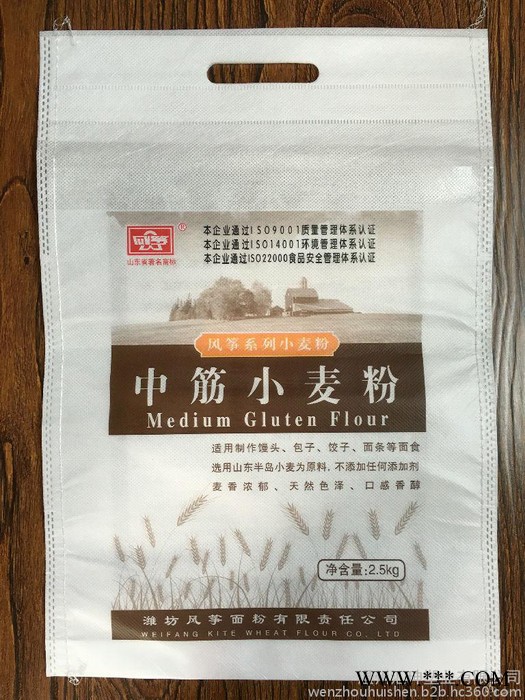 本企业通过ISO9001质量管理体系认证
本企业通过ISO14001环境管理体系认证
本企业通过ISO22000食品安全管理体系认证
风筝
®
山东省著名商标
风筝系列小麦粉
中筋小麦粉
Medium Gluten Flour
适用制作馒头、包子、饺子、面条等面食
选用山东半岛小麦为原料,不添加任何添加剂
麦香浓郁、天然色泽、口感香醇
净含量:2.5kg
潍坊风筝面粉有限责任公司
WEIFANG KITE WHEAT FLOUR CO., LTD
公司
www.***.com
wenzhouhuishen.b2b.hc360.com